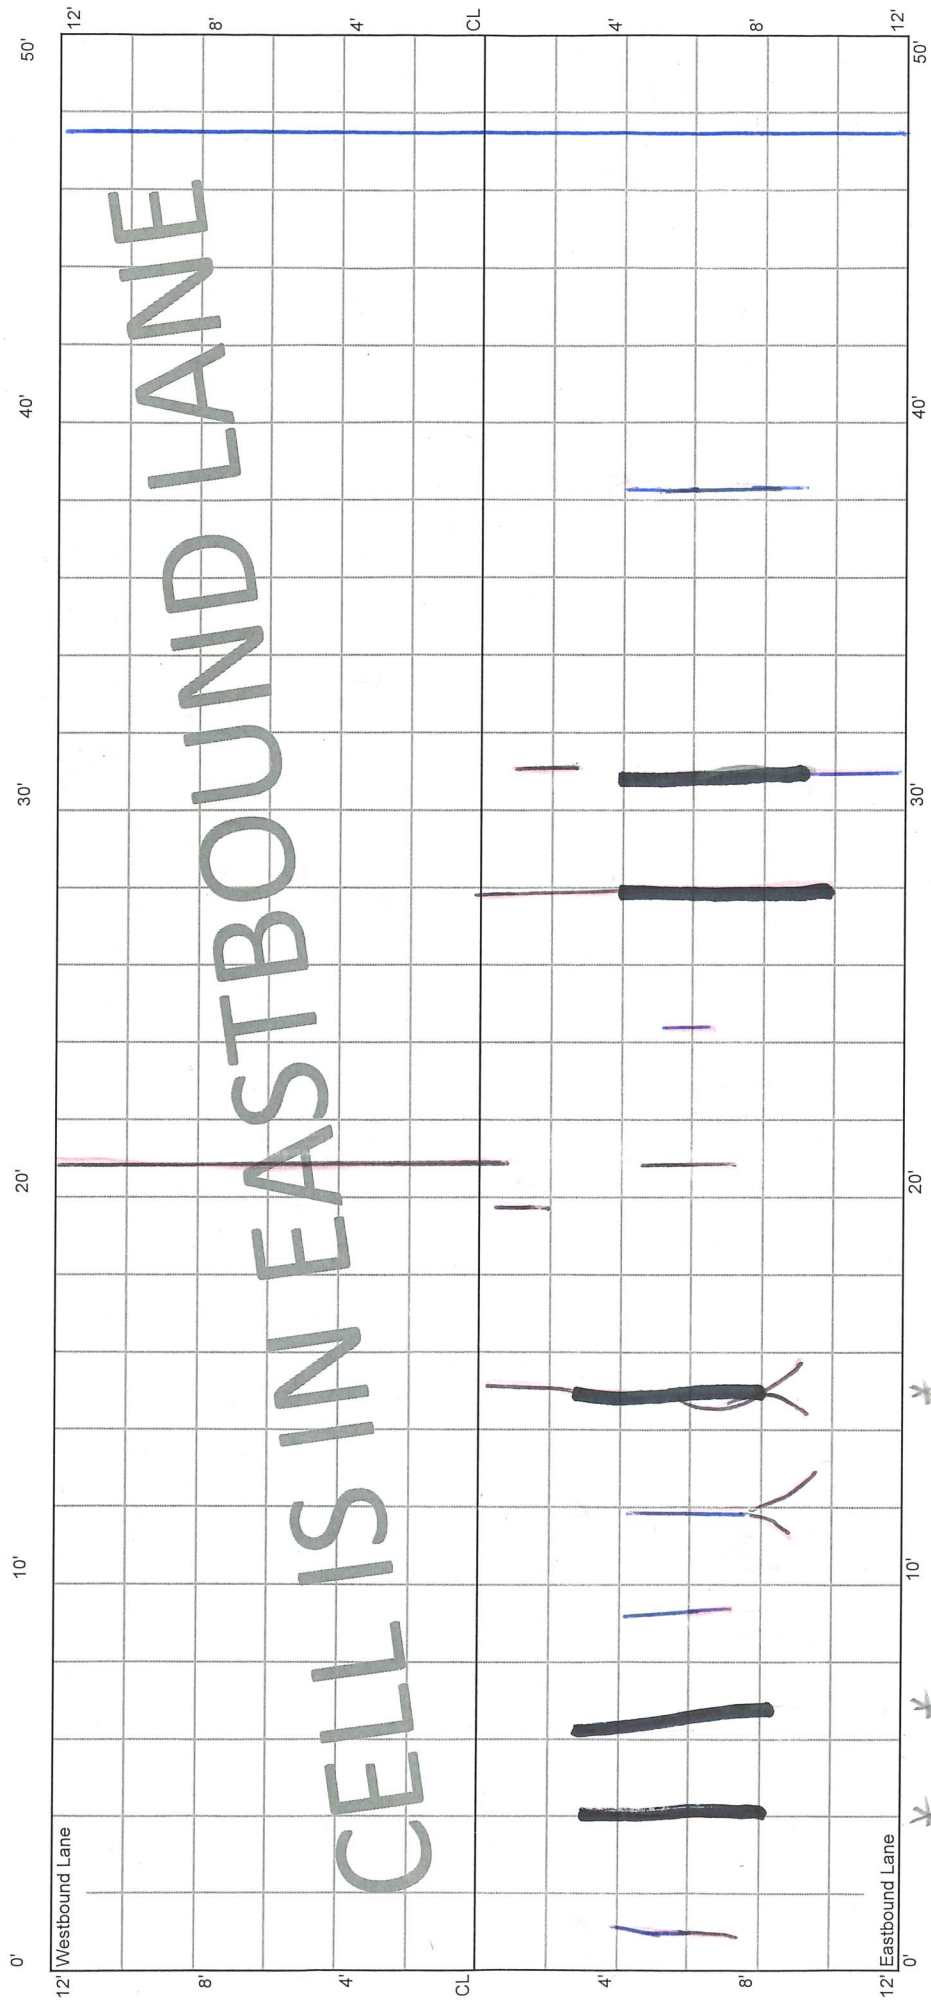 12' 8' 4' CL 4' 8' 12'
50' 50'
40' 40'
30' 30'
20' 20'
10' 10'
0' 0'
Westbound Lane
CELL IS IN EASTBOUND LANE
Eastbound Lane
12' 8' 4' CL 4' 8' 12'